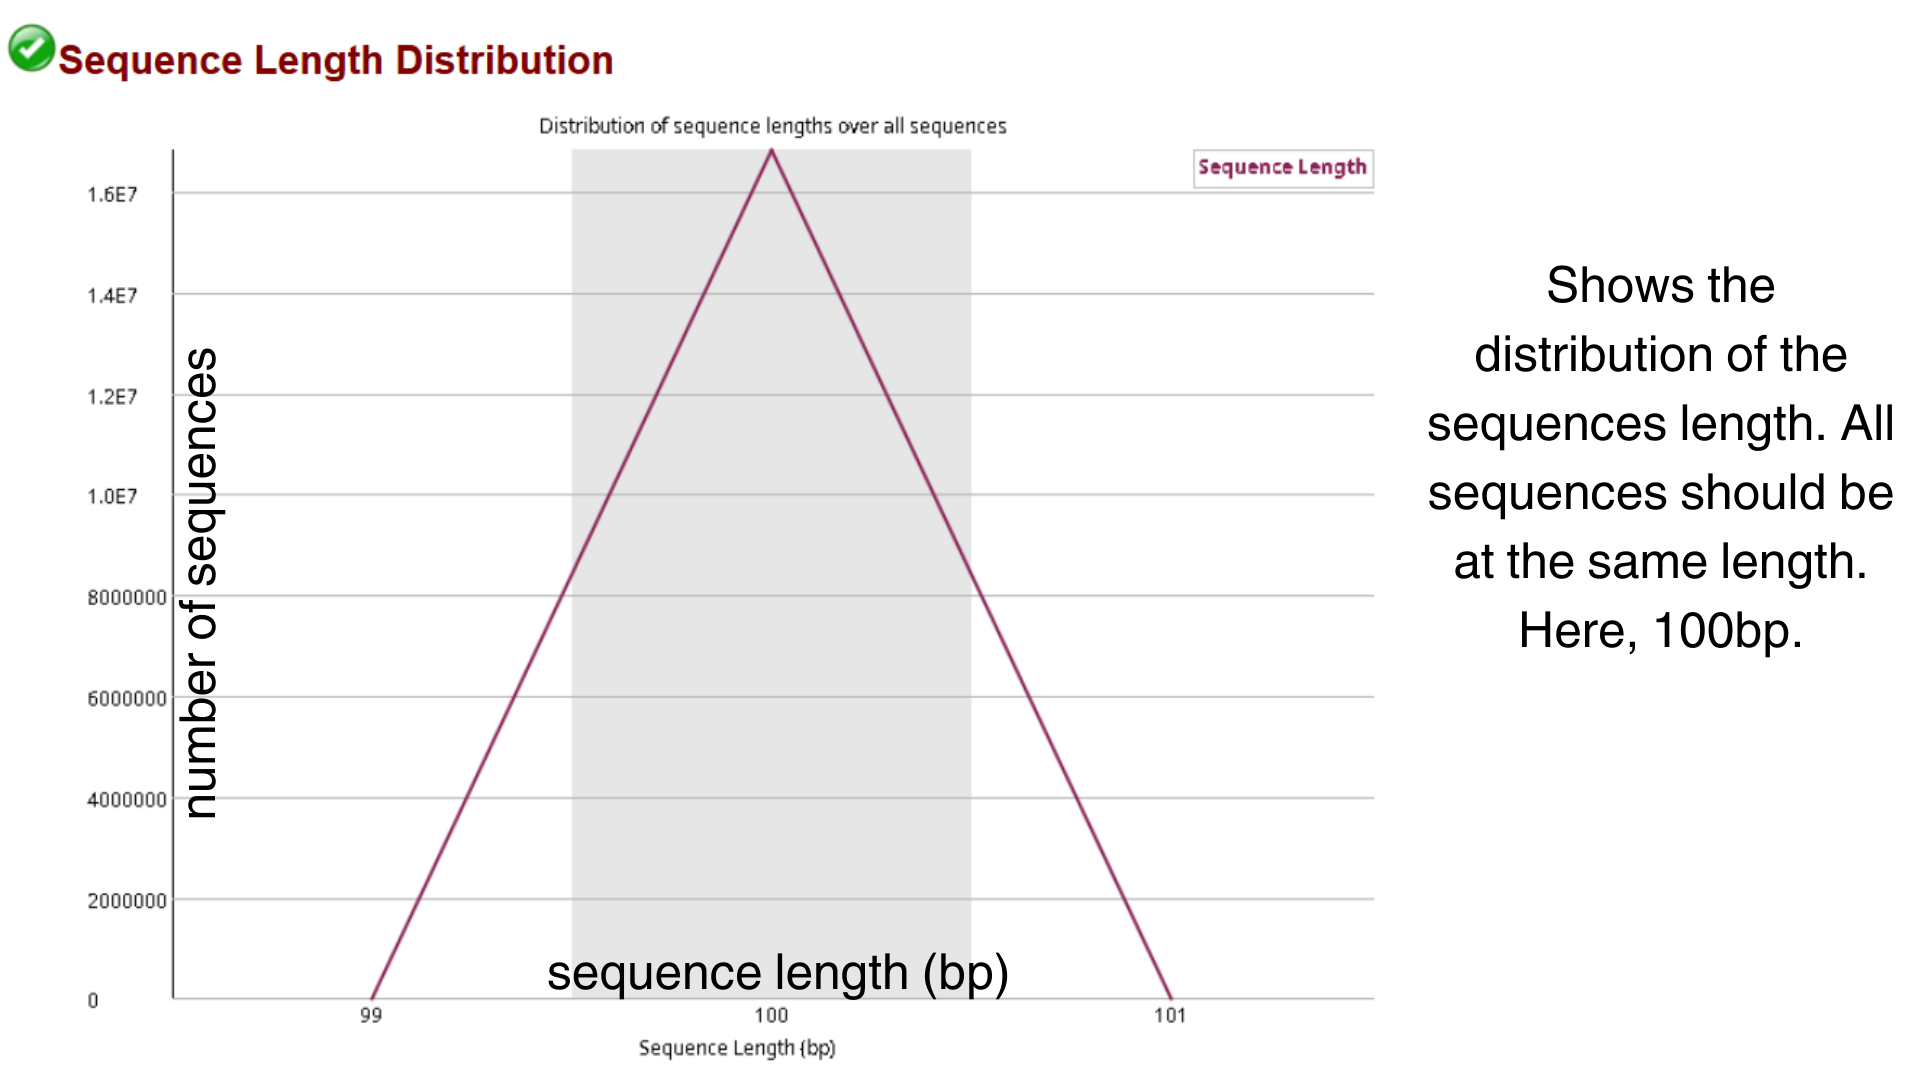 Sequence Length Distribution
Distribution of sequence lengths over all sequences
Sequence Length
1.6E7
1.4E7
1.2E7
1.0E7
8000000
6000000
4000000
2000000
0
number of sequences
sequence length (bp)
99
100
101
Sequence Length (bp)
Shows the
distribution of the
sequences length. All
sequences should be
at the same length.
Here, 100bp.